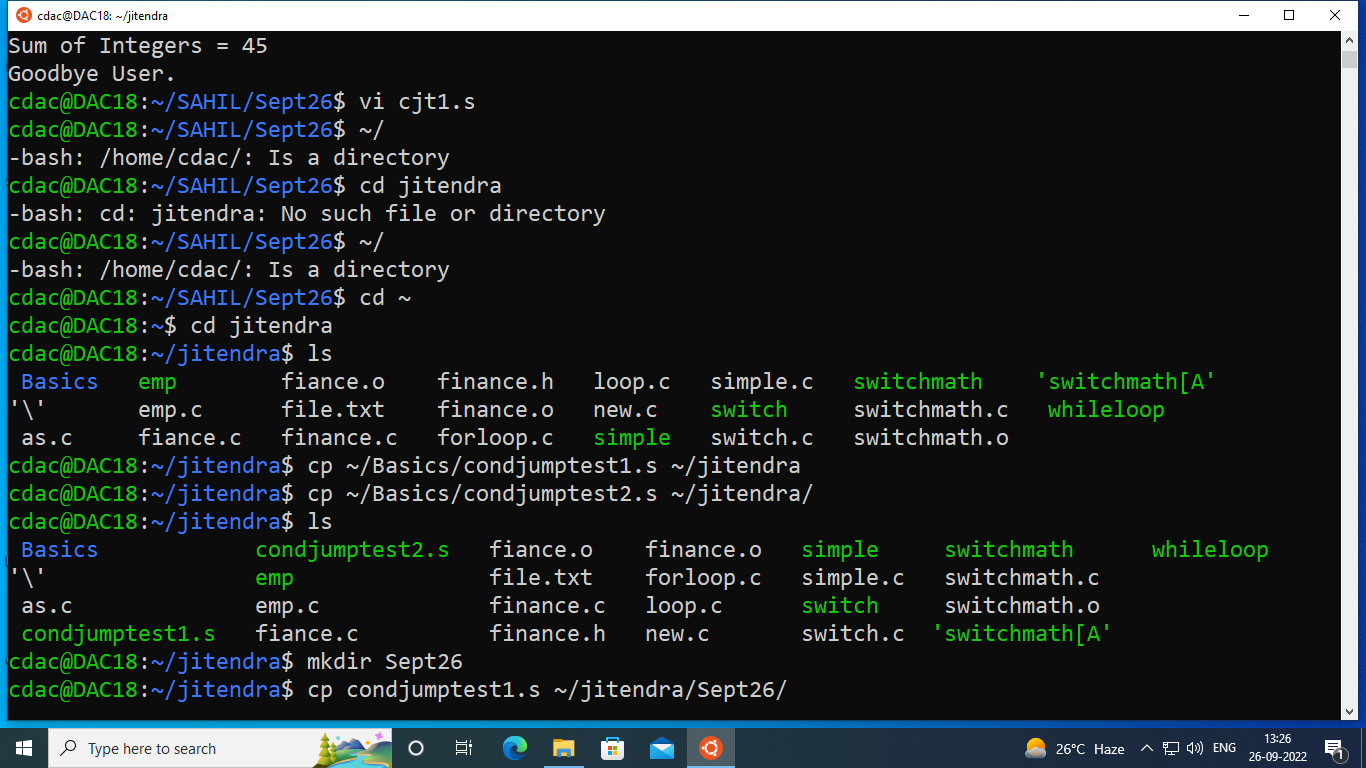 cdac@DAC18: ~/jitendra
Sum of Integers = 45
Goodbye User.
cdac@DAC18:~/SAHIL/Sept26$ vi cjt1.s
cdac@DAC18:~/SAHIL/Sept26$ ~/
-bash: /home/cdac/: Is a directory
cdac@DAC18:~/SAHIL/Sept26$ cd jitendra
-bash: cd: jitendra: No such file or directory
cdac@DAC18:~/SAHIL/Sept26$ ~/
-bash: /home/cdac/: Is a directory
cdac@DAC18:~/SAHIL/Sept26$ cd ~
cdac@DAC18:~$ cd jitendra
cdac@DAC18:~/jitendra$ ls
 Basics   emp        fiance.o    finance.h   loop.c   simple.c   switchmath    'switchmath[A'
'\'       emp.c      file.txt    finance.o   new.c    switch     switchmath.c   whileloop
 as.c     fiance.c   finance.c   forloop.c   simple   switch.c   switchmath.o
cdac@DAC18:~/jitendra$ cp ~/Basics/condjumptest1.s ~/jitendra
cdac@DAC18:~/jitendra$ cp ~/Basics/condjumptest2.s ~/jitendra/
cdac@DAC18:~/jitendra$ ls
 Basics            condjumptest2.s   fiance.o    finance.o   simple     switchmath      whileloop
'\'                emp               file.txt    forloop.c   simple.c   switchmath.c
 as.c              emp.c             finance.c   loop.c      switch     switchmath.o
 condjumptest1.s   fiance.c          finance.h   new.c       switch.c  'switchmath[A'
cdac@DAC18:~/jitendra$ mkdir Sept26
cdac@DAC18:~/jitendra$ cp condjumptest1.s ~/jitendra/Sept26/
Type here to search
26°C Haze
ENG
13:26
26-09-2022
1